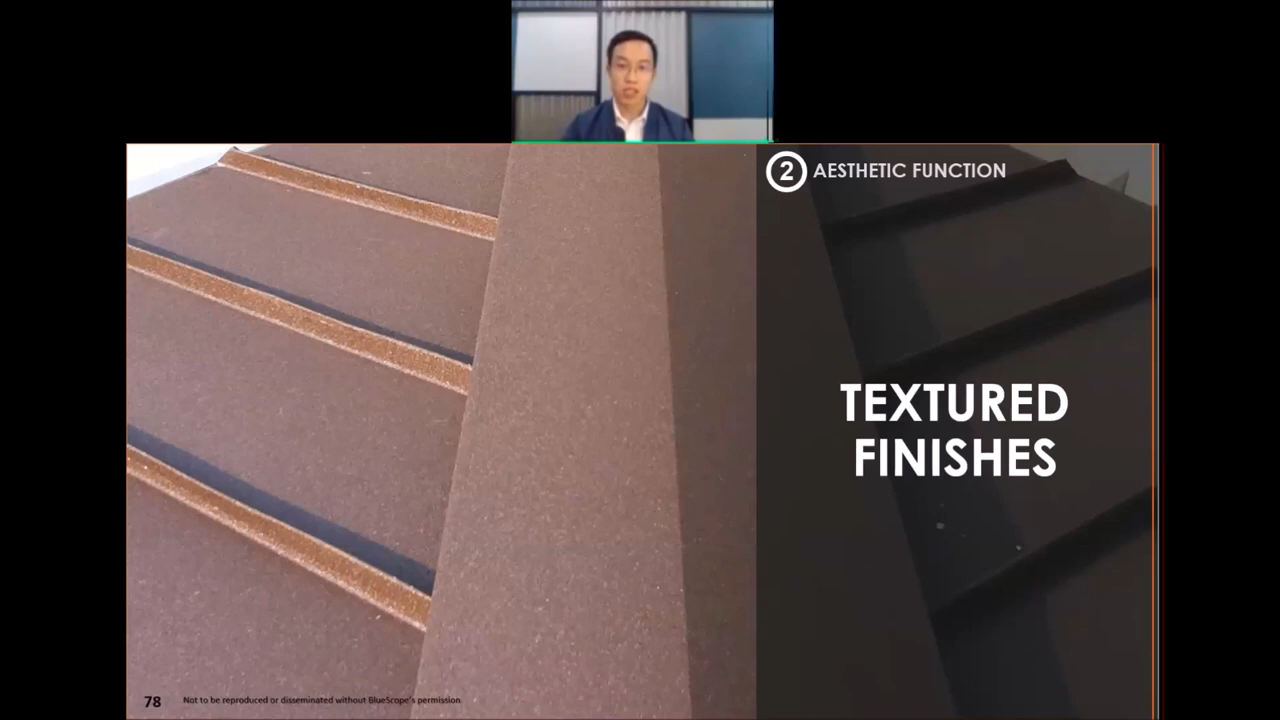 2 AESTHETIC FUNCTION
TEXTURED
FINISHES
78 Not to be reproduced or disseminated without BlueScope's permission